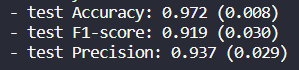 - test Accuracy: 0.972 (0.008)
- test F1-score: 0.919 (0.030)
- test Precision: 0.937 (0.029)